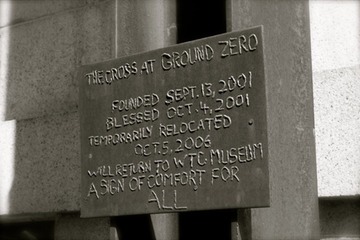 THE CROSS AT GROUND ZERO
FOUNDED SEPT. 13, 2001
BLESSED OCT. 4, 2001
TEMPORARILY RELOCATED
OCT. 5, 2006
WILL RETURN TO WTC MUSEUM
A SIGN OF COMFORT FOR
ALL